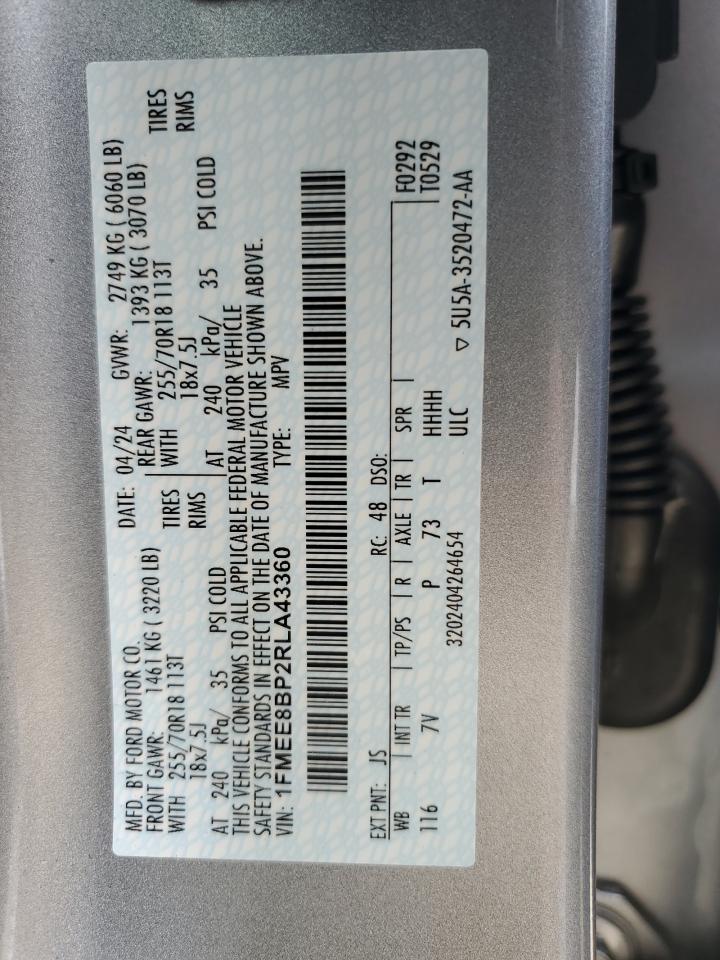 MFD. BY FORD MOTOR CO.
DATE: 04/24 GVWR: 2749 KG ( 6060 LB)
FRONT GAWR: 1461 KG ( 3220 LB)
REAR GAWR: 1393 KG ( 3070 LB)
WITH 255/70R18 113T TIRES
WITH 255/70R18 113T TIRES
18x7.5J RIMS
18x7.5J RIMS
AT 240 kPa/ 35 PSI COLD
AT 240 kPa/ 35 PSI COLD
THIS VEHICLE CONFORMS TO ALL APPLICABLE FEDERAL MOTOR VEHICLE
SAFETY STANDARDS IN EFFECT ON THE DATE OF MANUFACTURE SHOWN ABOVE.
VIN: 1FMEE8BP2RLA43360 TYPE: MPV
EXT PNT: JS RC: 48 DSO:
WB INT TR TP/PS R AXLE TR SPR F0292
116 7V P 73 T HHHH T0529
ULC
3202404264654 ▽ 5U5A-3520472-AA